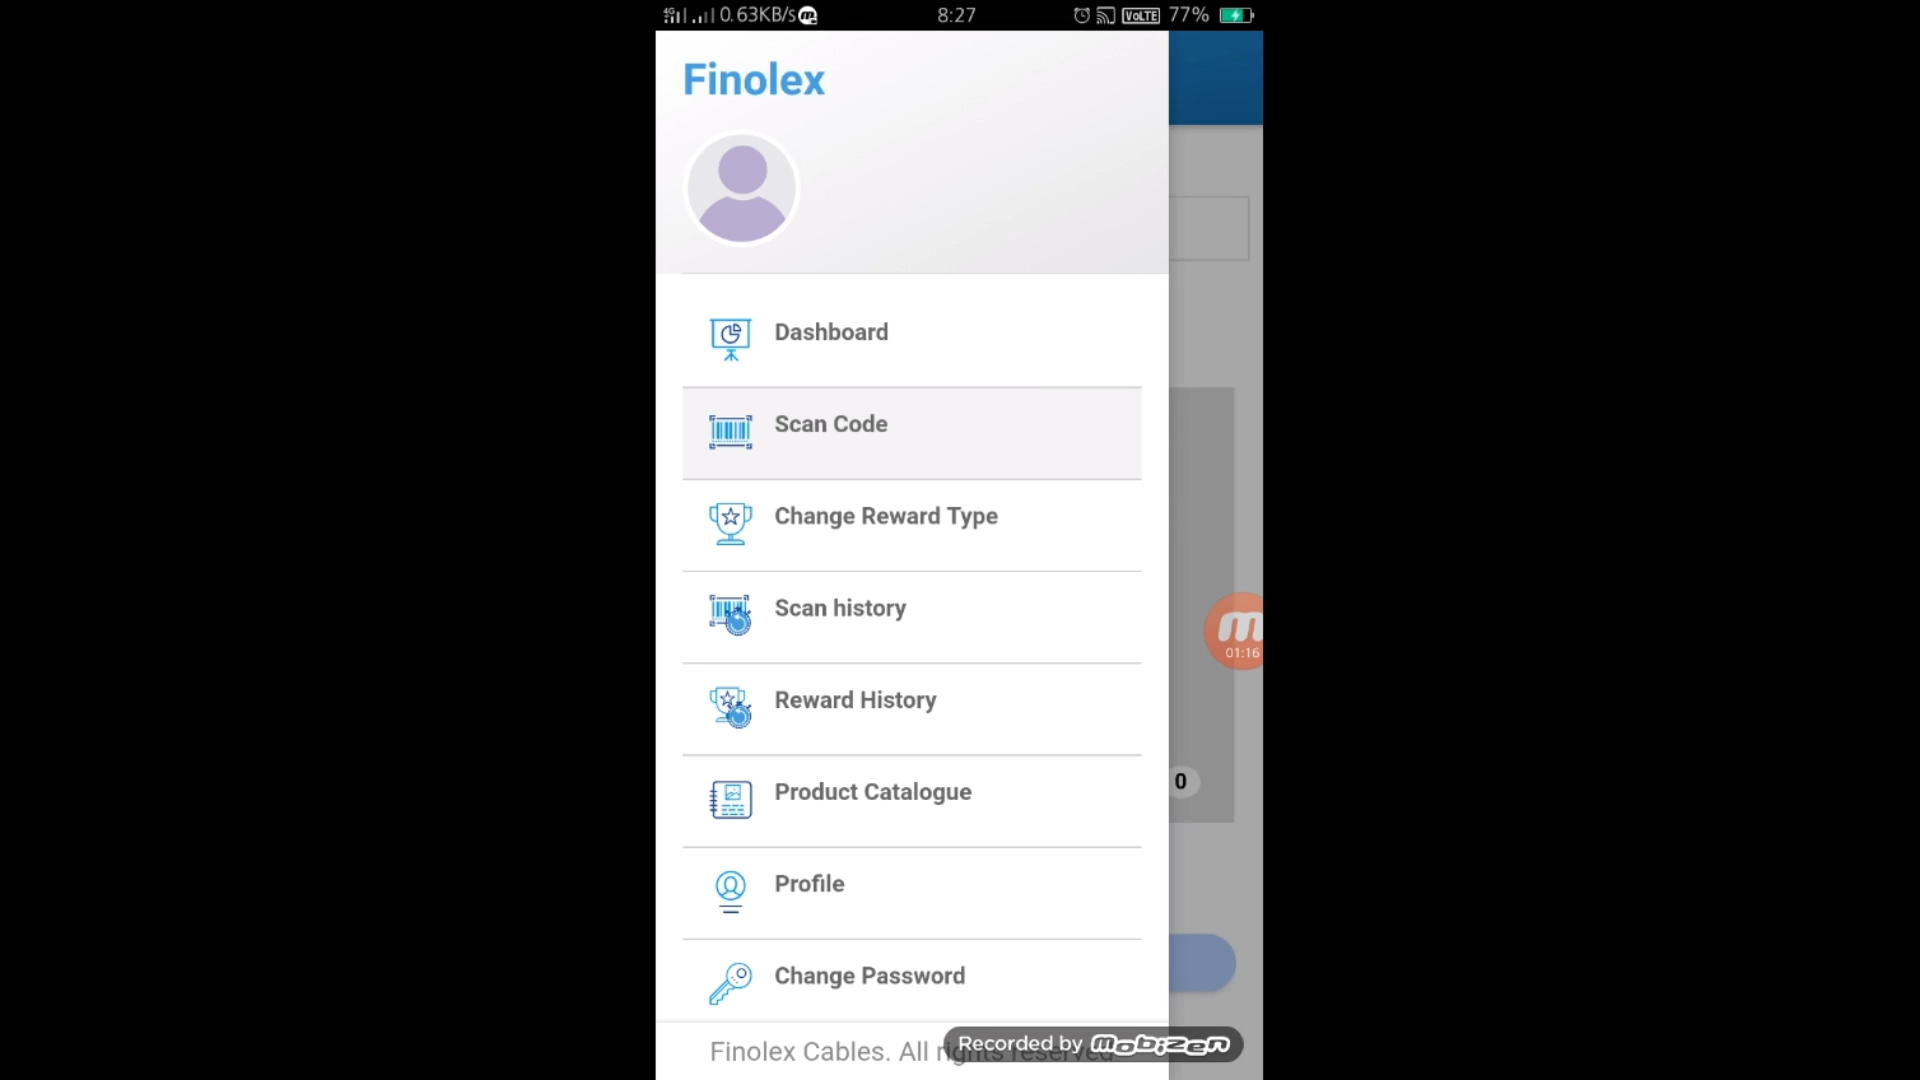 4G 0.63KB/s 8:27 VoLTE 77%
Finolex
Dashboard
Scan Code
Change Reward Type
Scan history
01:16
Reward History
0
Product Catalogue
Profile
Change Password
Recorded by Mobizen
Finolex Cables. All rights reserved